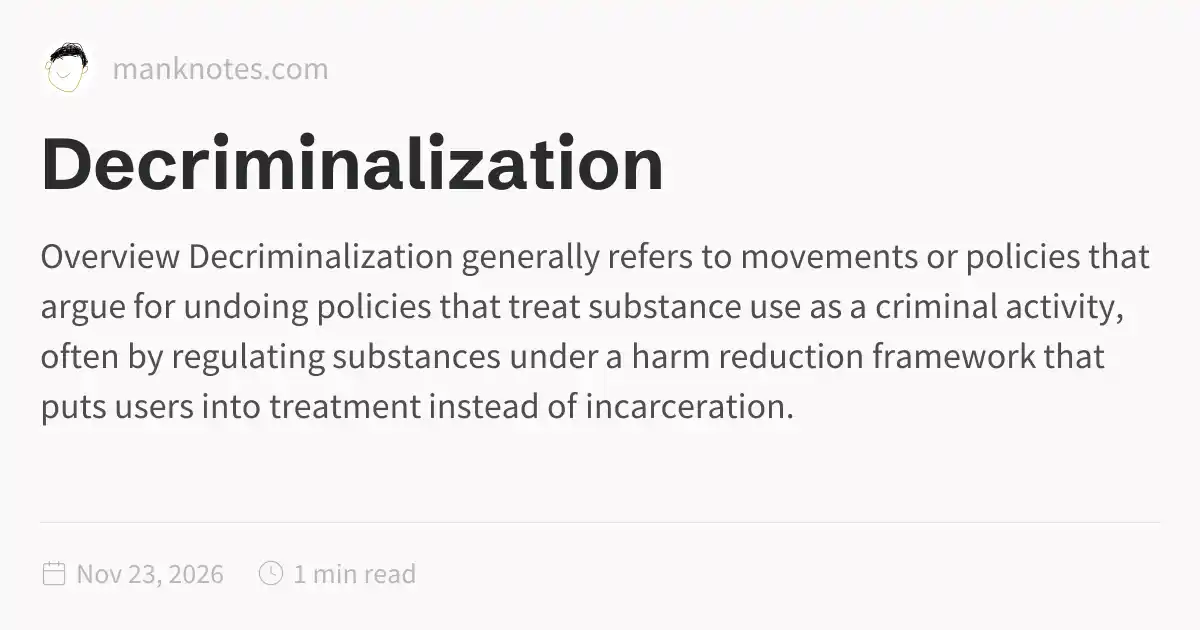 manknotes.com
Decriminalization
Overview Decriminalization generally refers to movements or policies that
argue for undoing policies that treat substance use as a criminal activity,
often by regulating substances under a harm reduction framework that
puts users into treatment instead of incarceration.
Nov 23, 2026 1 min read